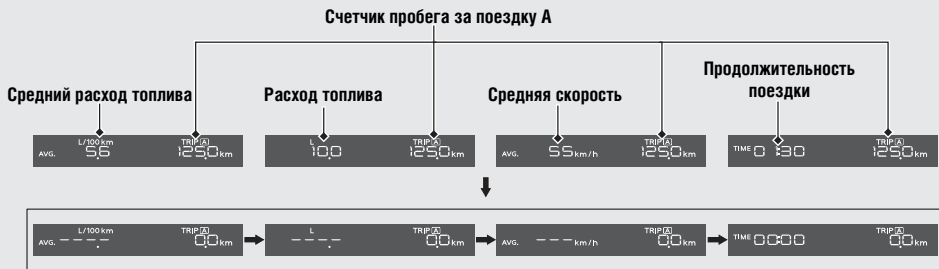 Счетчик пробега за поездку А
Средний расход топлива
Расход топлива
Средняя скорость
Продолжительность
поездки
AVG. L/100 km 5.6 TRIP A 125.0 km
L 10.0 TRIP A 125.0 km
AVG. 55 km/h TRIP A 125.0 km
TIME 0:30 TRIP A 125.0 km
AVG. L/100 km ---.- TRIP A 0.0 km
L ---.- TRIP A 0.0 km
AVG. --- km/h TRIP A 0.0 km
TIME 00:00 TRIP A 0.0 km